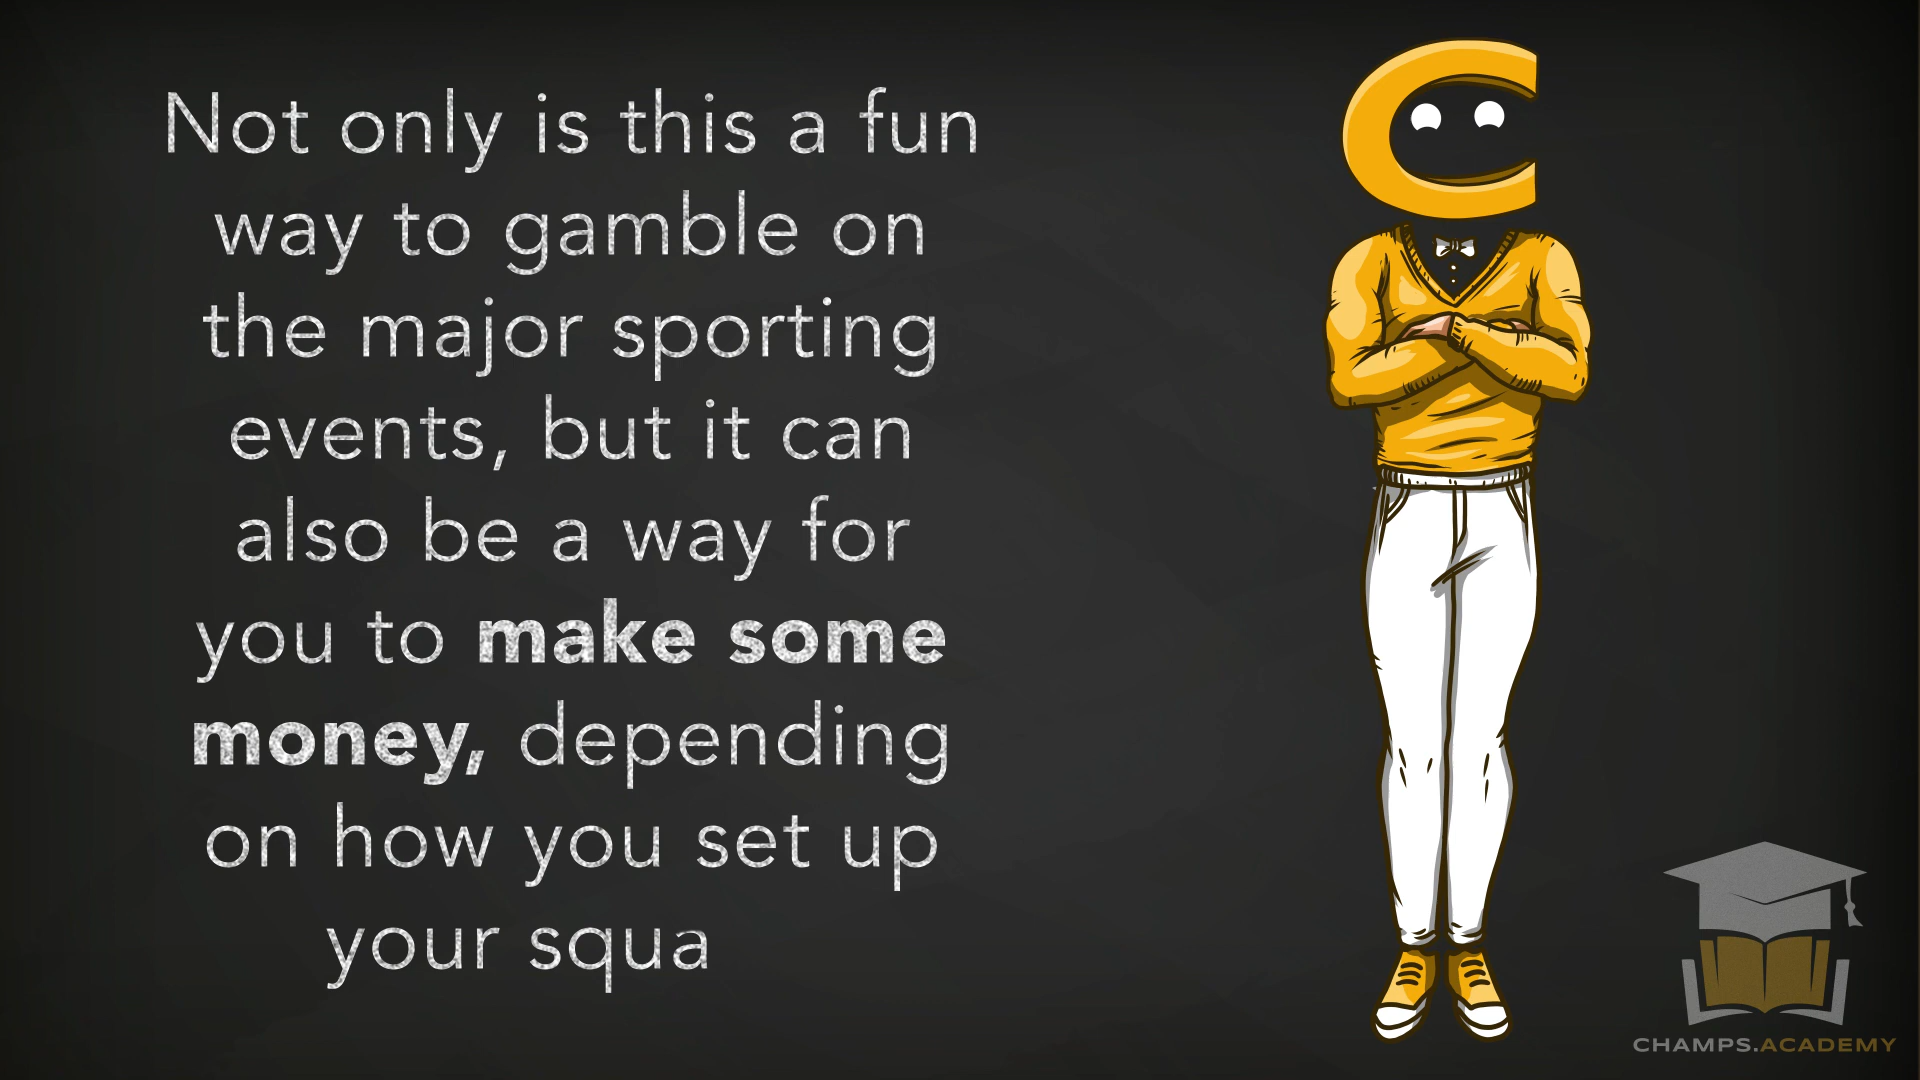 Not only is this a fun
way to gamble on
the major sporting
events, but it can
also be a way for
you to make some
money, depending
on how you set up
your squa
C
CHAMPS.ACADEMY